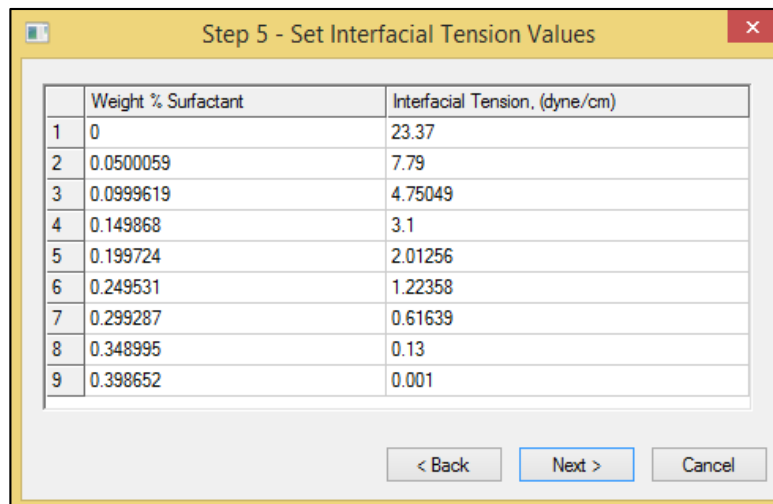 Step 5 - Set Interfacial Tension Values
Weight % Surfactant Interfacial Tension, (dyne/cm)
1 0 23.37
2 0.0500059 7.79
3 0.0999619 4.75049
4 0.149868 3.1
5 0.199724 2.01256
6 0.249531 1.22358
7 0.299287 0.61639
8 0.348995 0.13
9 0.398652 0.001
< Back Next > Cancel